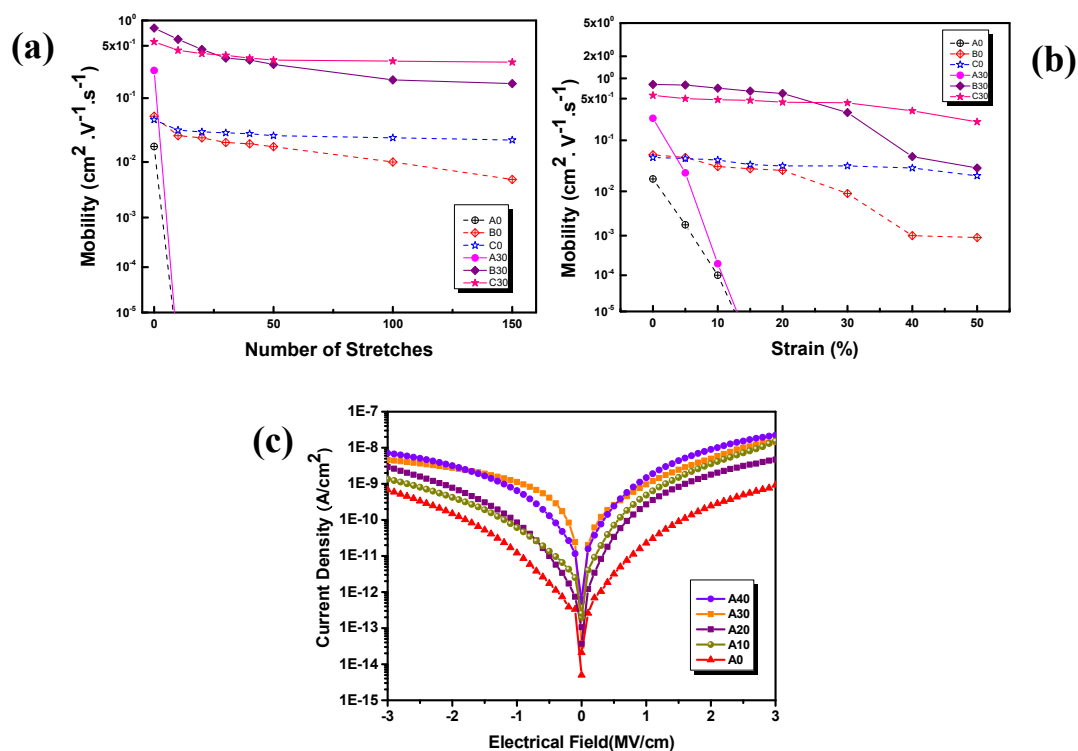 (a)
Mobility (cm² .V⁻¹.s⁻¹)
10⁰
5x10⁻¹
10⁻¹
10⁻²
10⁻³
10⁻⁴
10⁻⁵
A0
B0
C0
A30
B30
C30
0 50 100 150
Number of Stretches
(b)
Mobility (cm² .V⁻¹.s⁻¹)
5x10⁰
2x10⁰
10⁰
5x10⁻¹
10⁻¹
10⁻²
10⁻³
10⁻⁴
10⁻⁵
A0
B0
C0
A30
B30
C30
0 10 20 30 40 50
Strain (%)
(c)
Current Density (A/cm²)
1E-7
1E-8
1E-9
1E-10
1E-11
1E-12
1E-13
1E-14
1E-15
A40
A30
A20
A10
A0
-3 -2 -1 0 1 2 3
Electrical Field(MV/cm)